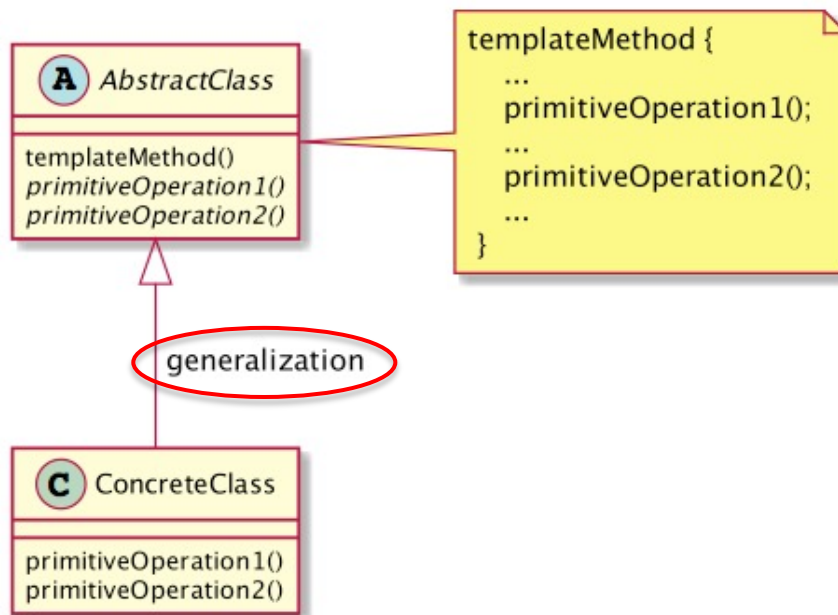 A AbstractClass
templateMethod()
primitiveOperation1()
primitiveOperation2()
templateMethod {
...
primitiveOperation1();
...
primitiveOperation2();
...
}
generalization
C ConcreteClass
primitiveOperation1()
primitiveOperation2()